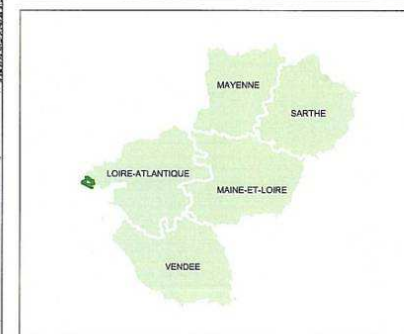 MAYENNE
SARTHE
LOIRE-ATLANTIQUE
MAINE-ET-LOIRE
VENDEE